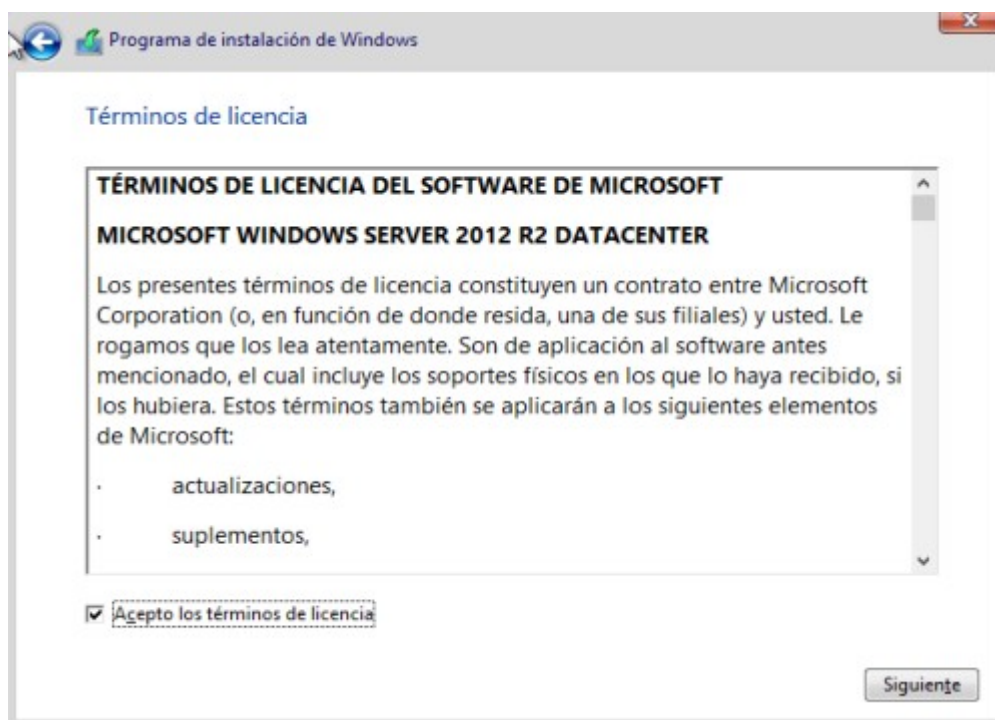 Programa de instalación de Windows
Términos de licencia
TÉRMINOS DE LICENCIA DEL SOFTWARE DE MICROSOFT
MICROSOFT WINDOWS SERVER 2012 R2 DATACENTER
Los presentes términos de licencia constituyen un contrato entre Microsoft
Corporation (o, en función de donde resida, una de sus filiales) y usted. Le
rogamos que los lea atentamente. Son de aplicación al software antes
mencionado, el cual incluye los soportes físicos en los que lo haya recibido, si
los hubiera. Estos términos también se aplicarán a los siguientes elementos
de Microsoft:
· actualizaciones,
· suplementos,
Acepto los términos de licencia
Siguiente